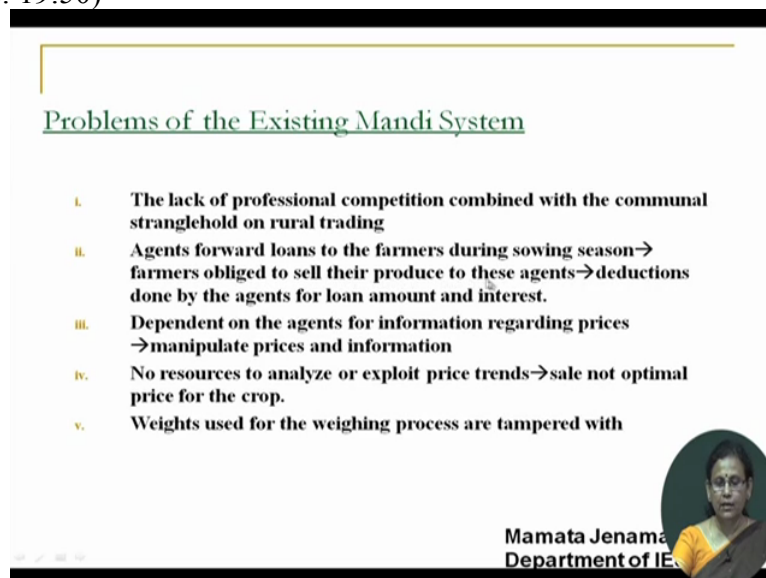 : 19:50)
Problems of the Existing Mandi System
i. The lack of professional competition combined with the communal
stranglehold on rural trading
ii. Agents forward loans to the farmers during sowing season→
farmers obliged to sell their produce to these agents→deductions
done by the agents for loan amount and interest.
iii. Dependent on the agents for information regarding prices
→manipulate prices and information
iv. No resources to analyze or exploit price trends→sale not optimal
price for the crop.
v. Weights used for the weighing process are tampered with
Mamata Jenama
Department of IE